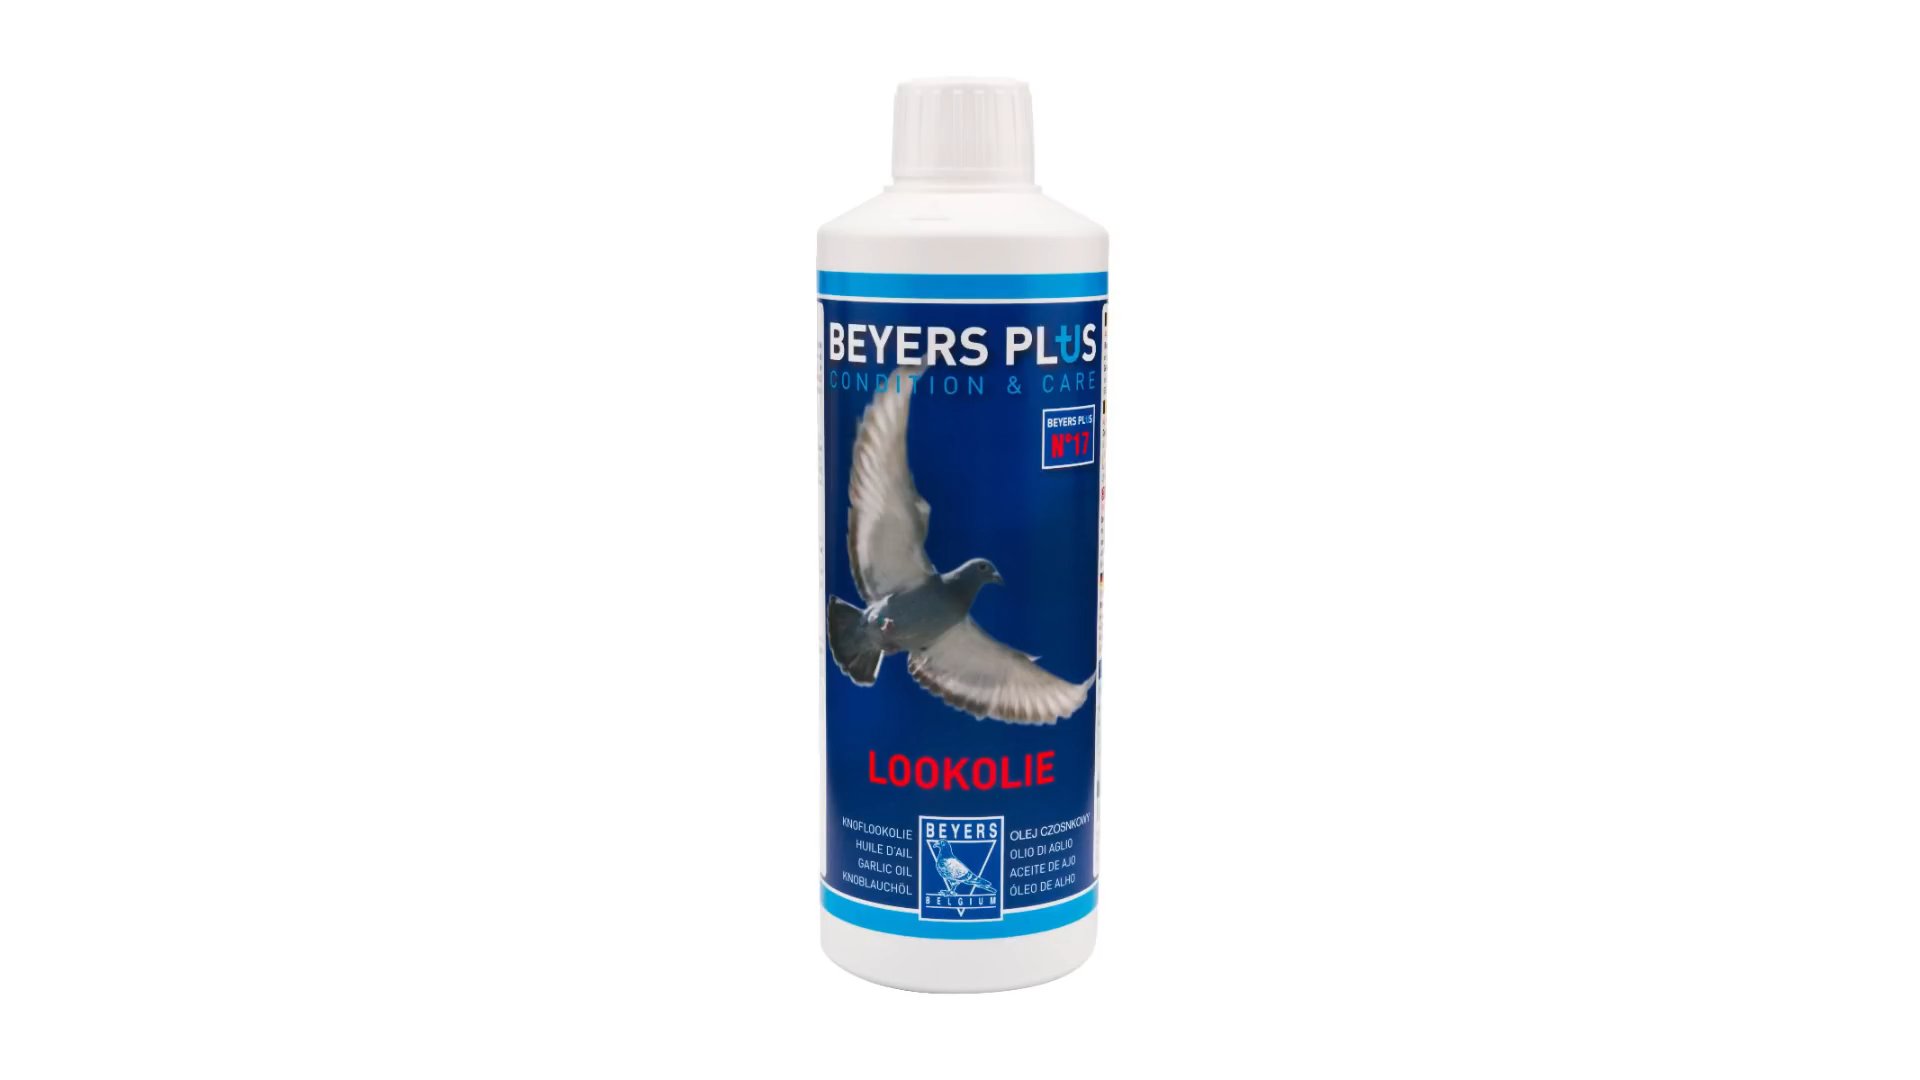 BEYERS PLUS
CONDITION & CARE
BEYERS PLUS
N°17
LOOKOLIE
KNOFLOOKOLIE
HUILE D'AIL
GARLIC OIL
KNOBLAUCHÖL
BEYERS
BELGIUM
OLEJ CZOSNKOWY
OLIO DI AGLIO
ACEITE DE AJO
ÓLEO DE ALHO